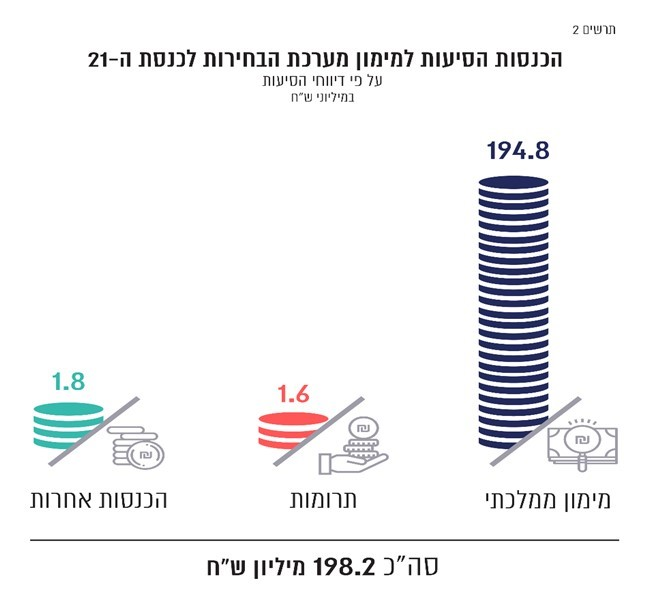 תרשים 2
הכנסות הסיעות למימון מערכת הבחירות לכנסת ה-21
על פי דיווחי הסיעות
במיליוני ש"ח
194.8
1.6
1.8
₪
₪
₪
מימון ממלכתי
תרומות
הכנסות אחרות
סה"כ 198.2 מיליון ש"ח